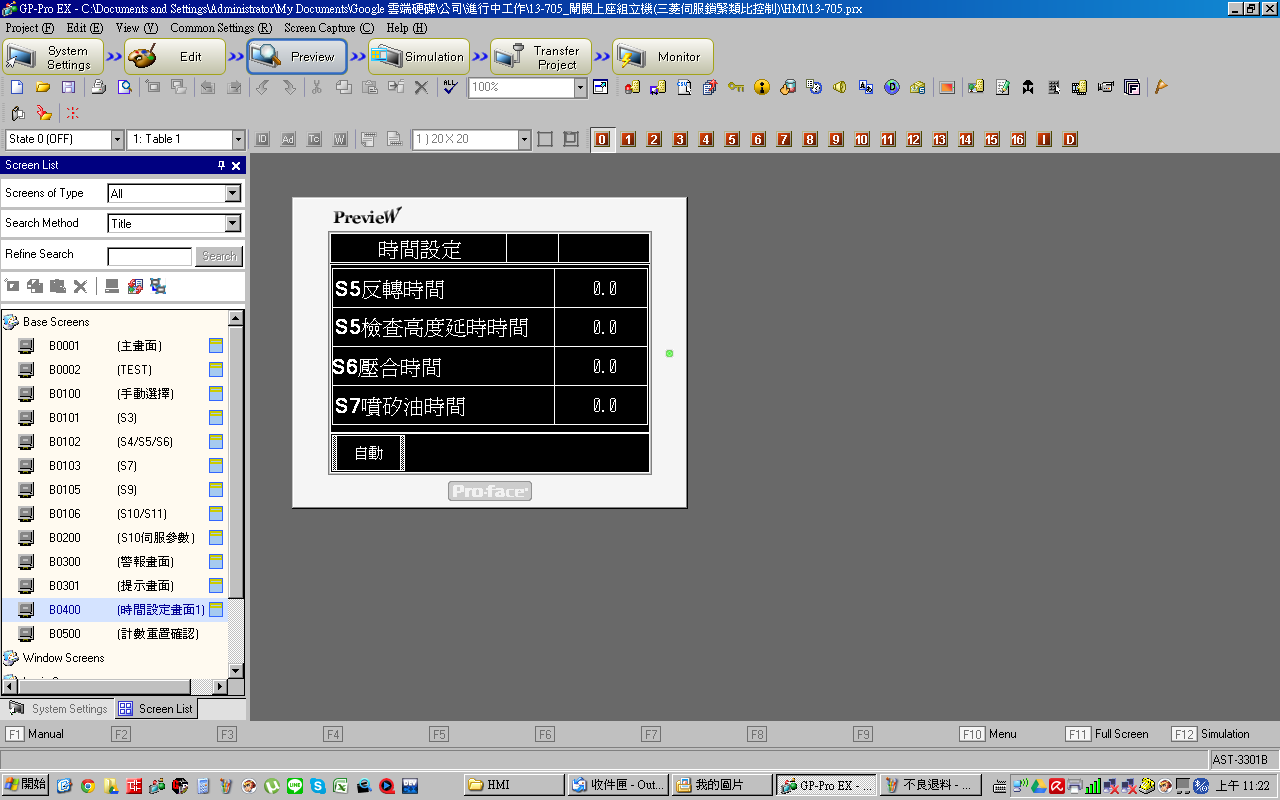 GP-Pro EX - C:\Documents and Settings\Administrator\My Documents\Google 雲端硬碟\公司\進行中工作\13-705_閘閥上座組立機(三菱伺服鎖緊類比控制)\HMI\13-705.prx
Project (F) Edit (E) View (V) Common Settings (R) Screen Capture (C) Help (H)
System Settings Edit Preview Simulation Transfer Project Monitor
100%
State 0 (OFF) 1: Table 1 ID Ad Tc W 1 ) 20 X 20 0 1 2 3 4 5 6 7 8 9 10 11 12 13 14 15 16 I D
Screen List
Screens of Type All
Search Method Title
Refine Search Search
Base Screens
B0001 (主畫面)
B0002 (TEST)
B0100 (手動選擇)
B0101 (S3)
B0102 (S4/S5/S6)
B0103 (S7)
B0105 (S9)
B0106 (S10/S11)
B0200 (S10伺服參數)
B0300 (警報畫面)
B0301 (提示畫面)
B0400 (時間設定畫面1)
B0500 (計數重置確認)
Window Screens
System Settings Screen List
PrevieW
時間設定
S5反轉時間 0.0
S5檢查高度延時時間 0.0
S6壓合時間 0.0
S7噴矽油時間 0.0
自動
Pro-face
F1 Manual F2 F3 F4 F5 F6 F7 F8 F9 F10 Menu F11 Full Screen F12 Simulation
AST-3301B
開始 HMI 收件匣 - Out... 我的圖片 GP-Pro EX - ... 不良退料 - ... 上午 11:22